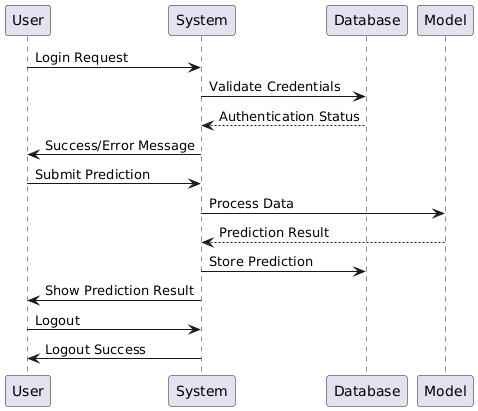 User System Database Model
Login Request
Validate Credentials
Authentication Status
Success/Error Message
Submit Prediction
Process Data
Prediction Result
Store Prediction
Show Prediction Result
Logout
Logout Success
User System Database Model